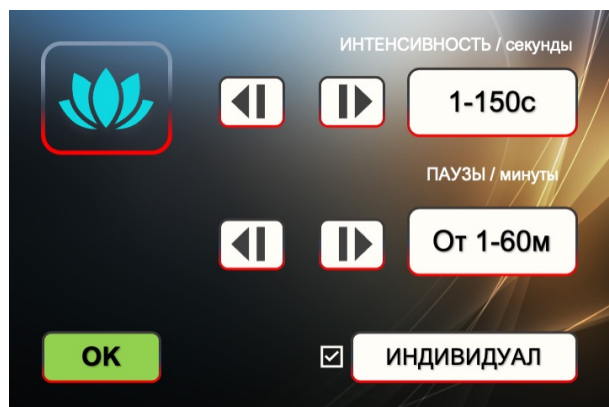 ИНТЕНСИВНОСТЬ / секунды
1-150с
ПАУЗЫ / минуты
От 1-60м
OK
ИНДИВИДУАЛ